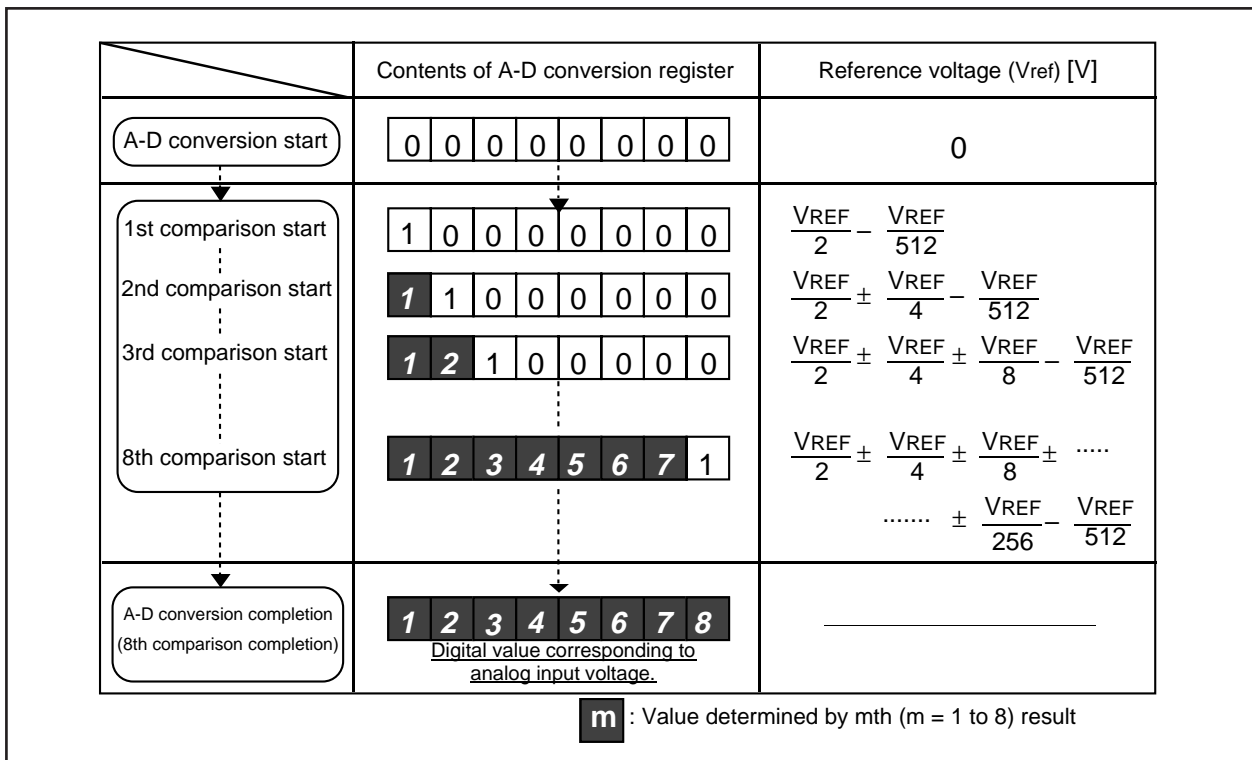 Contents of A-D conversion register Reference voltage (Vref) [V]
A-D conversion start 0 0 0 0 0 0 0 0 0
1st comparison start 1 0 0 0 0 0 0 0 VREF/2 − VREF/512
2nd comparison start 1 1 0 0 0 0 0 0 VREF/2 ± VREF/4 − VREF/512
3rd comparison start 1 2 1 0 0 0 0 0 VREF/2 ± VREF/4 ± VREF/8 − VREF/512
8th comparison start 1 2 3 4 5 6 7 1 VREF/2 ± VREF/4 ± VREF/8 ± .....
....... ± VREF/256 − VREF/512
A-D conversion completion
(8th comparison completion)
1 2 3 4 5 6 7 8
Digital value corresponding to
analog input voltage.
m : Value determined by mth (m = 1 to 8) result